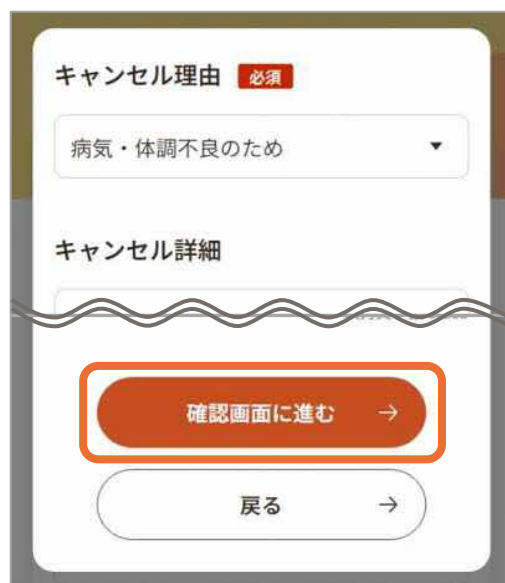 キャンセル理由 必須
病気・体調不良のため
キャンセル詳細
確認画面に進む
戻る